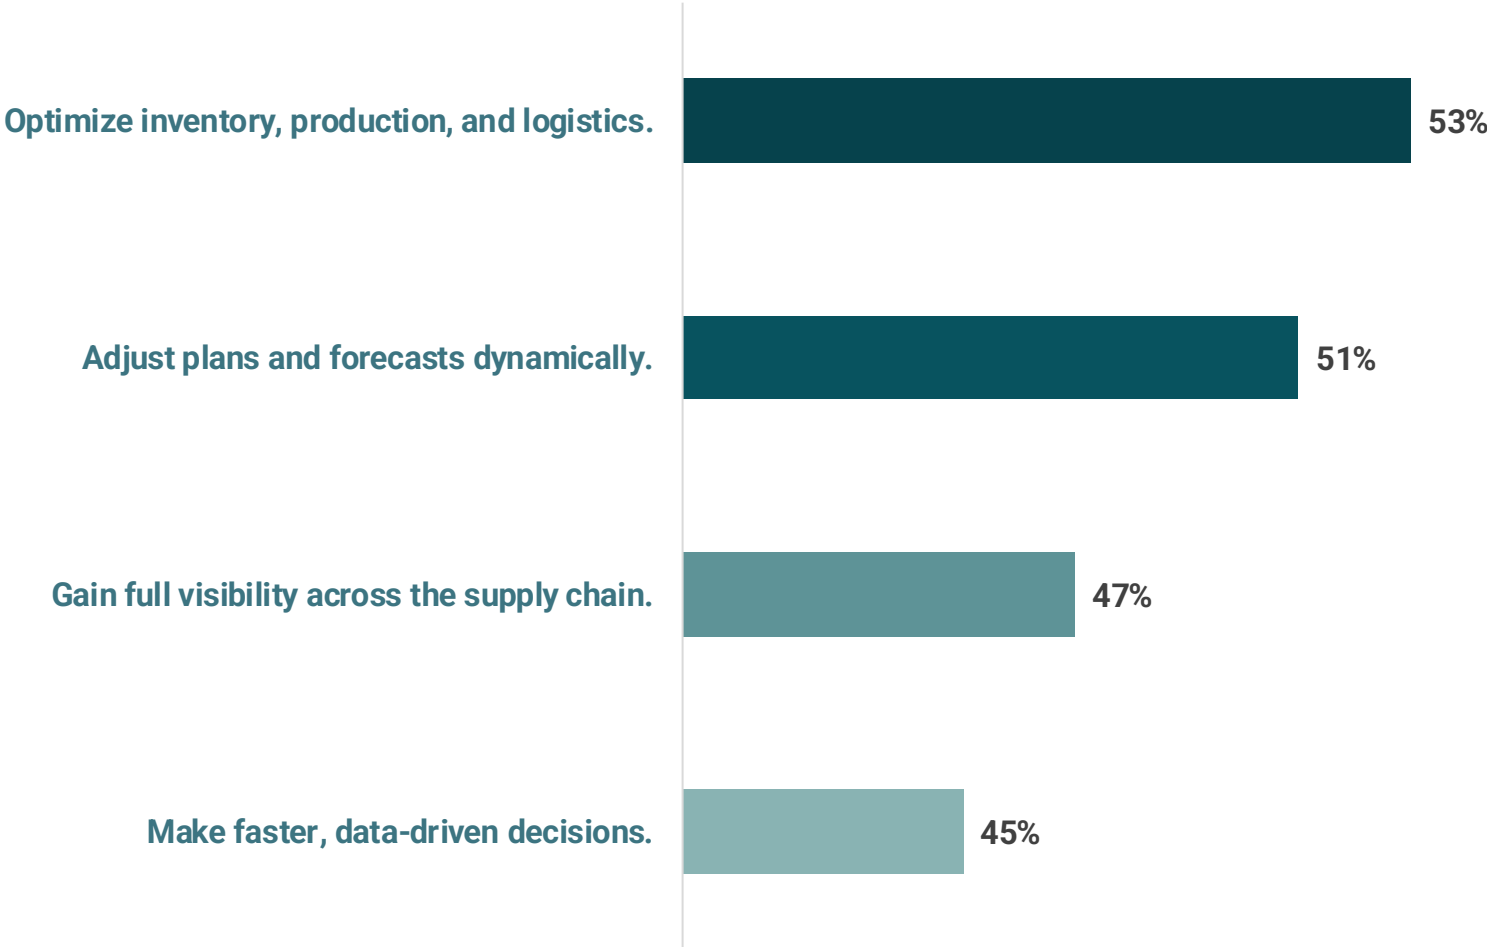 Optimize inventory, production, and logistics. 53%
Adjust plans and forecasts dynamically. 51%
Gain full visibility across the supply chain. 47%
Make faster, data-driven decisions. 45%